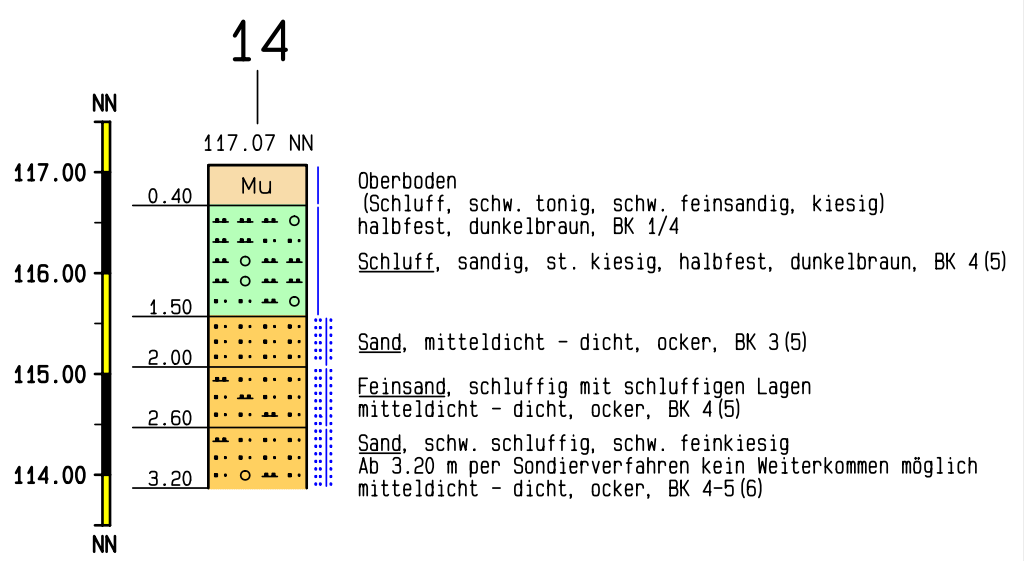 14
NN
117.07 NN
117.00
Mu
0.40
Oberboden
(Schluff, schw. tonig, schw. feinsandig, kiesig)
halbfest, dunkelbraun, BK 1/4
116.00
Schluff, sandig, st. kiesig, halbfest, dunkelbraun, BK 4(5)
1.50
Sand, mitteldicht - dicht, ocker, BK 3(5)
2.00
115.00
Feinsand, schluffig mit schluffigen Lagen
mitteldicht - dicht, ocker, BK 4(5)
2.60
Sand, schw. schluffig, schw. feinkiesig
Ab 3.20 m per Sondierverfahren kein Weiterkommen möglich
mitteldicht - dicht, ocker, BK 4-5(6)
114.00
3.20
NN